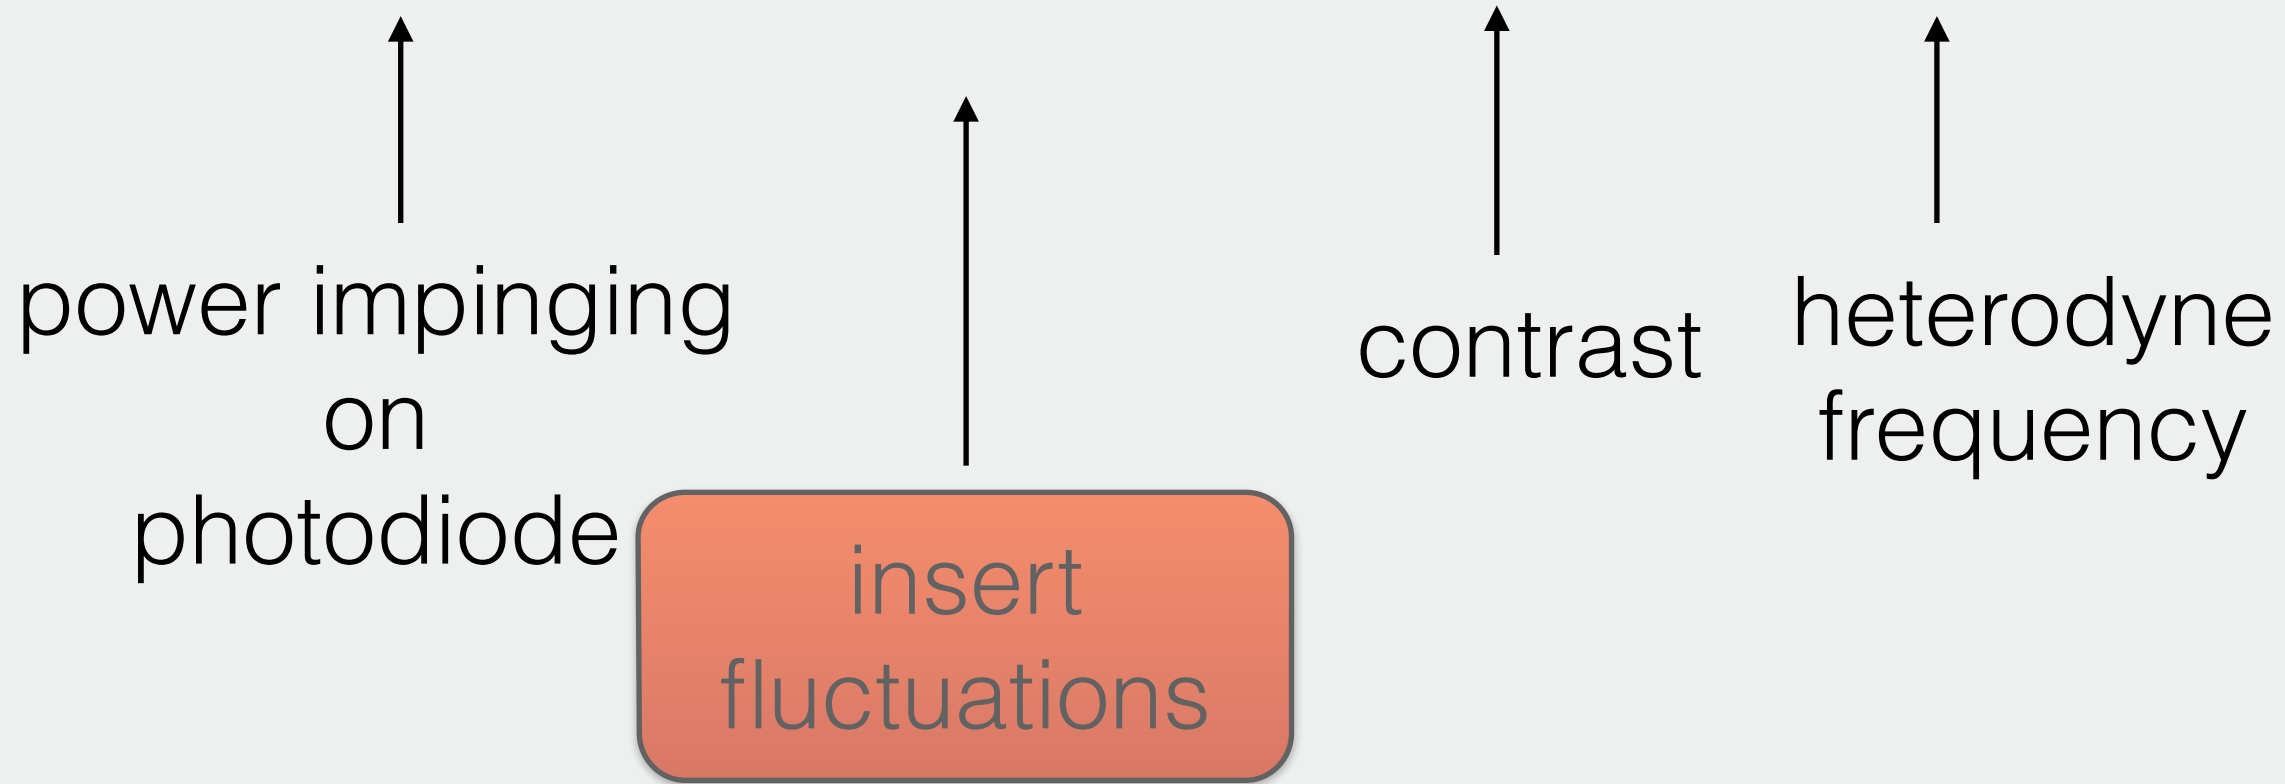 power impinging
on
photodiode
insert
fluctuations
contrast
heterodyne
frequency